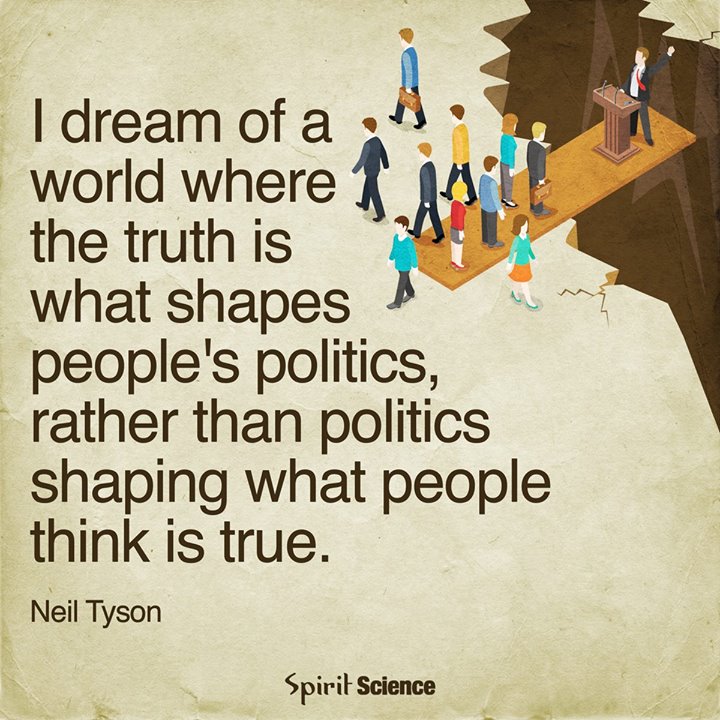 I dream of a
world where
the truth is
what shapes
people's politics,
rather than politics
shaping what people
think is true.
Neil Tyson
Spirit Science